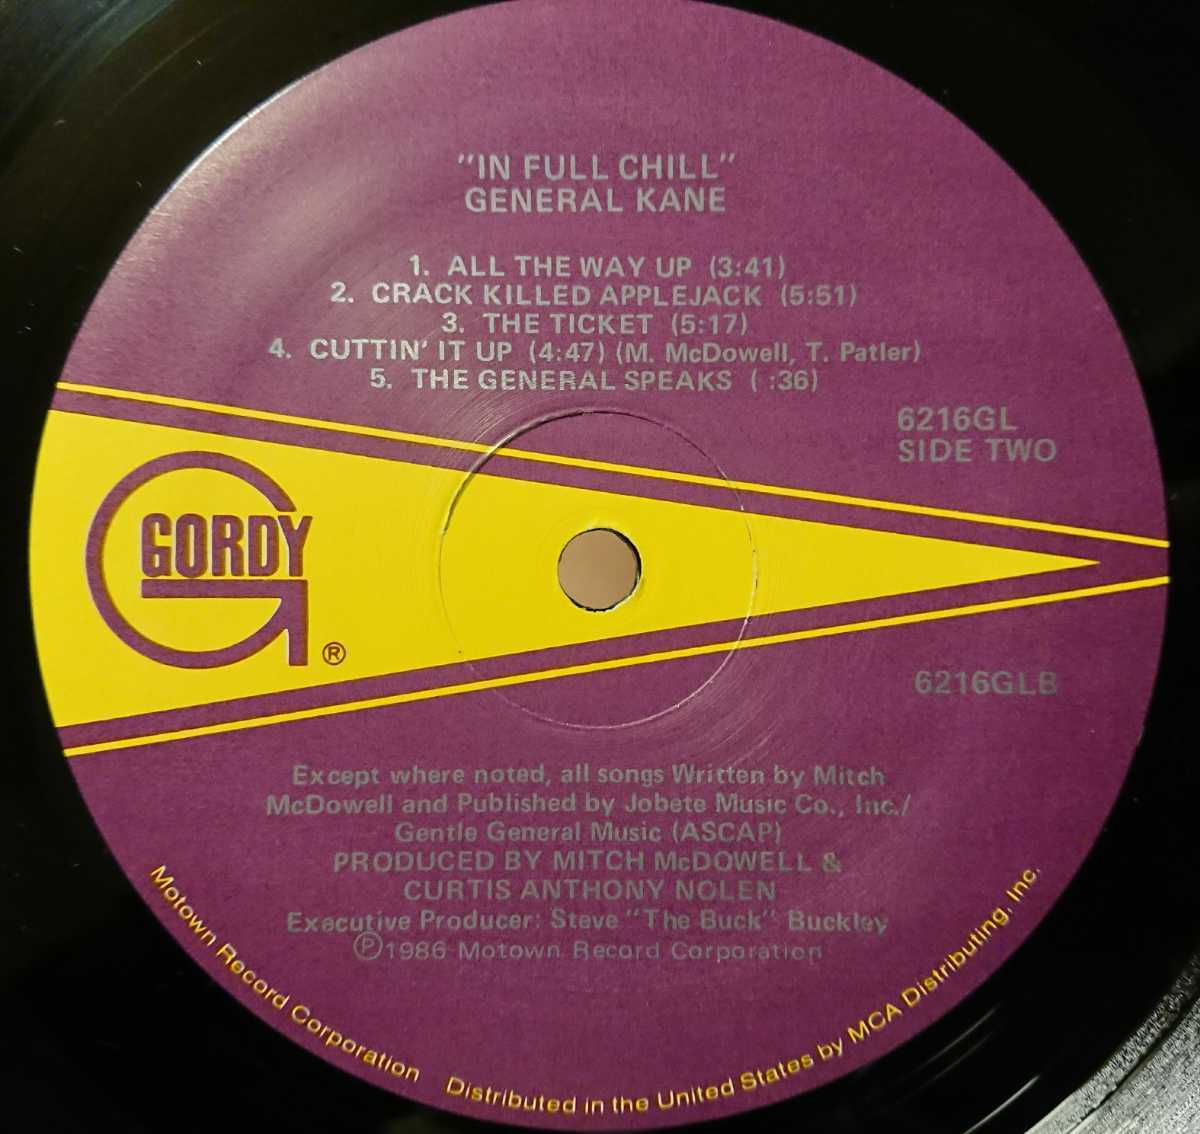 "IN FULL CHILL"
GENERAL KANE
1. ALL THE WAY UP (3:41)
2. CRACK KILLED APPLEJACK (5:51)
3. THE TICKET (5:17)
4. CUTTIN' IT UP (4:47) (M. McDowell, T. Patler)
5. THE GENERAL SPEAKS ( :36)
6216GL
SIDE TWO
GORDY
®
6216GLB
Except where noted, all songs Written by Mitch
McDowell and Published by Jobete Music Co., Inc./
Gentle General Music (ASCAP)
PRODUCED BY MITCH McDOWELL &
CURTIS ANTHONY NOLEN
Executive Producer: Steve "The Buck" Buckley
℗1986 Motown Record Corporation
Motown Record Corporation Distributed in the United States by MCA Distributing, Inc.